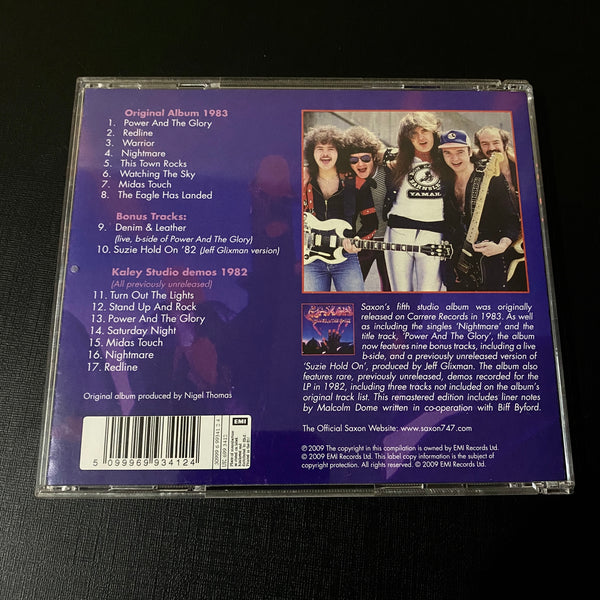 Original Album 1983
1. Power And The Glory
2. Redline
3. Warrior
4. Nightmare
5. This Town Rocks
6. Watching The Sky
7. Midas Touch
8. The Eagle Has Landed
Bonus Tracks:
9. Denim & Leather
(live, b-side of Power And The Glory)
10. Suzie Hold On '82 (Jeff Glixman version)
Kaley Studio demos 1982
(All previously unreleased)
11. Turn Out The Lights
12. Stand Up And Rock
13. Power And The Glory
14. Saturday Night
15. Midas Touch
16. Nightmare
17. Redline
Original album produced by Nigel Thomas
5 099969 934124
EMI
YAMAH
SAXON
Saxon's fifth studio album was originally
released on Carrere Records in 1983. As well
as including the singles 'Nightmare' and the
title track, 'Power And The Glory', the album
now features nine bonus tracks, including a live
b-side, and a previously unreleased version of
'Suzie Hold On', produced by Jeff Glixman. The album also
features rare, previously unreleased, demos recorded for the
LP in 1982, including three tracks not included on the album's
original track list. This remastered edition includes liner notes
by Malcolm Dome written in co-operation with Biff Byford.
The Official Saxon Website: www.saxon747.com
℗ 2009 The copyright in this compilation is owned by EMI Records Ltd.
© 2009 EMI Records Ltd. This label copy information is the subject of
copyright protection. All rights reserved. © 2009 EMI Records Ltd.